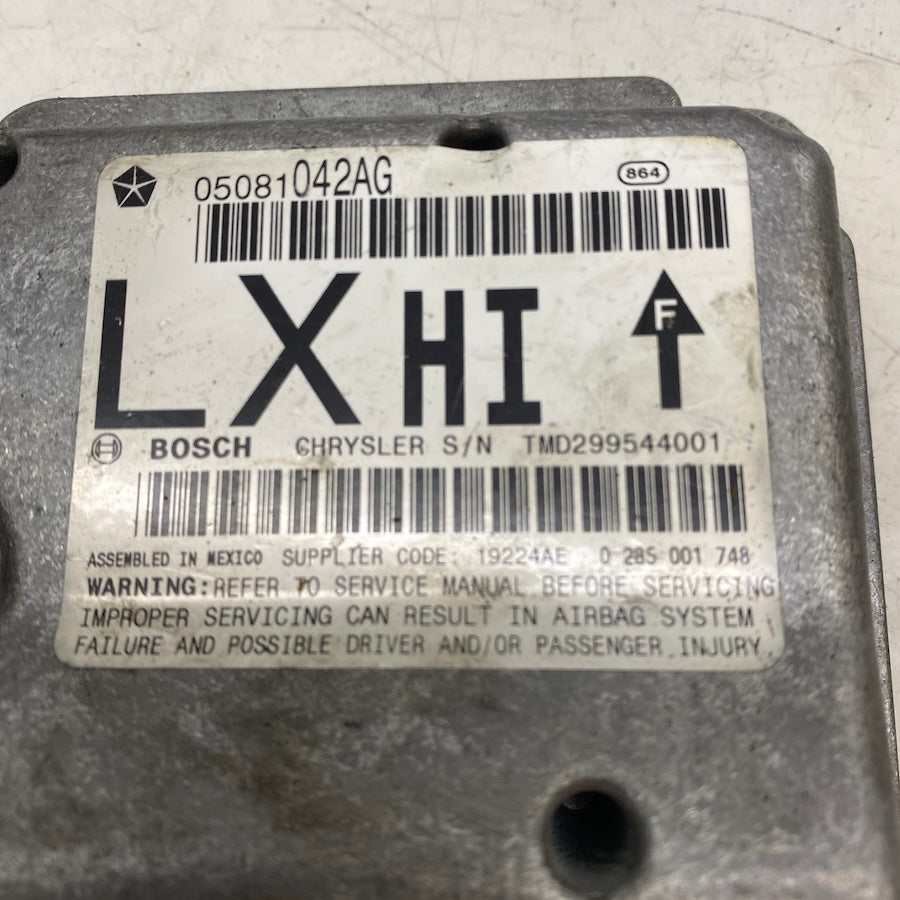 05081042AG 864
LX HI F
BOSCH CHRYSLER S/N TMD299544001
ASSEMBLED IN MEXICO SUPPLIER CODE: 19224AE 0 285 001 748
WARNING: REFER TO SERVICE MANUAL BEFORE SERVICING
IMPROPER SERVICING CAN RESULT IN AIRBAG SYSTEM
FAILURE AND POSSIBLE DRIVER AND/OR PASSENGER INJURY.